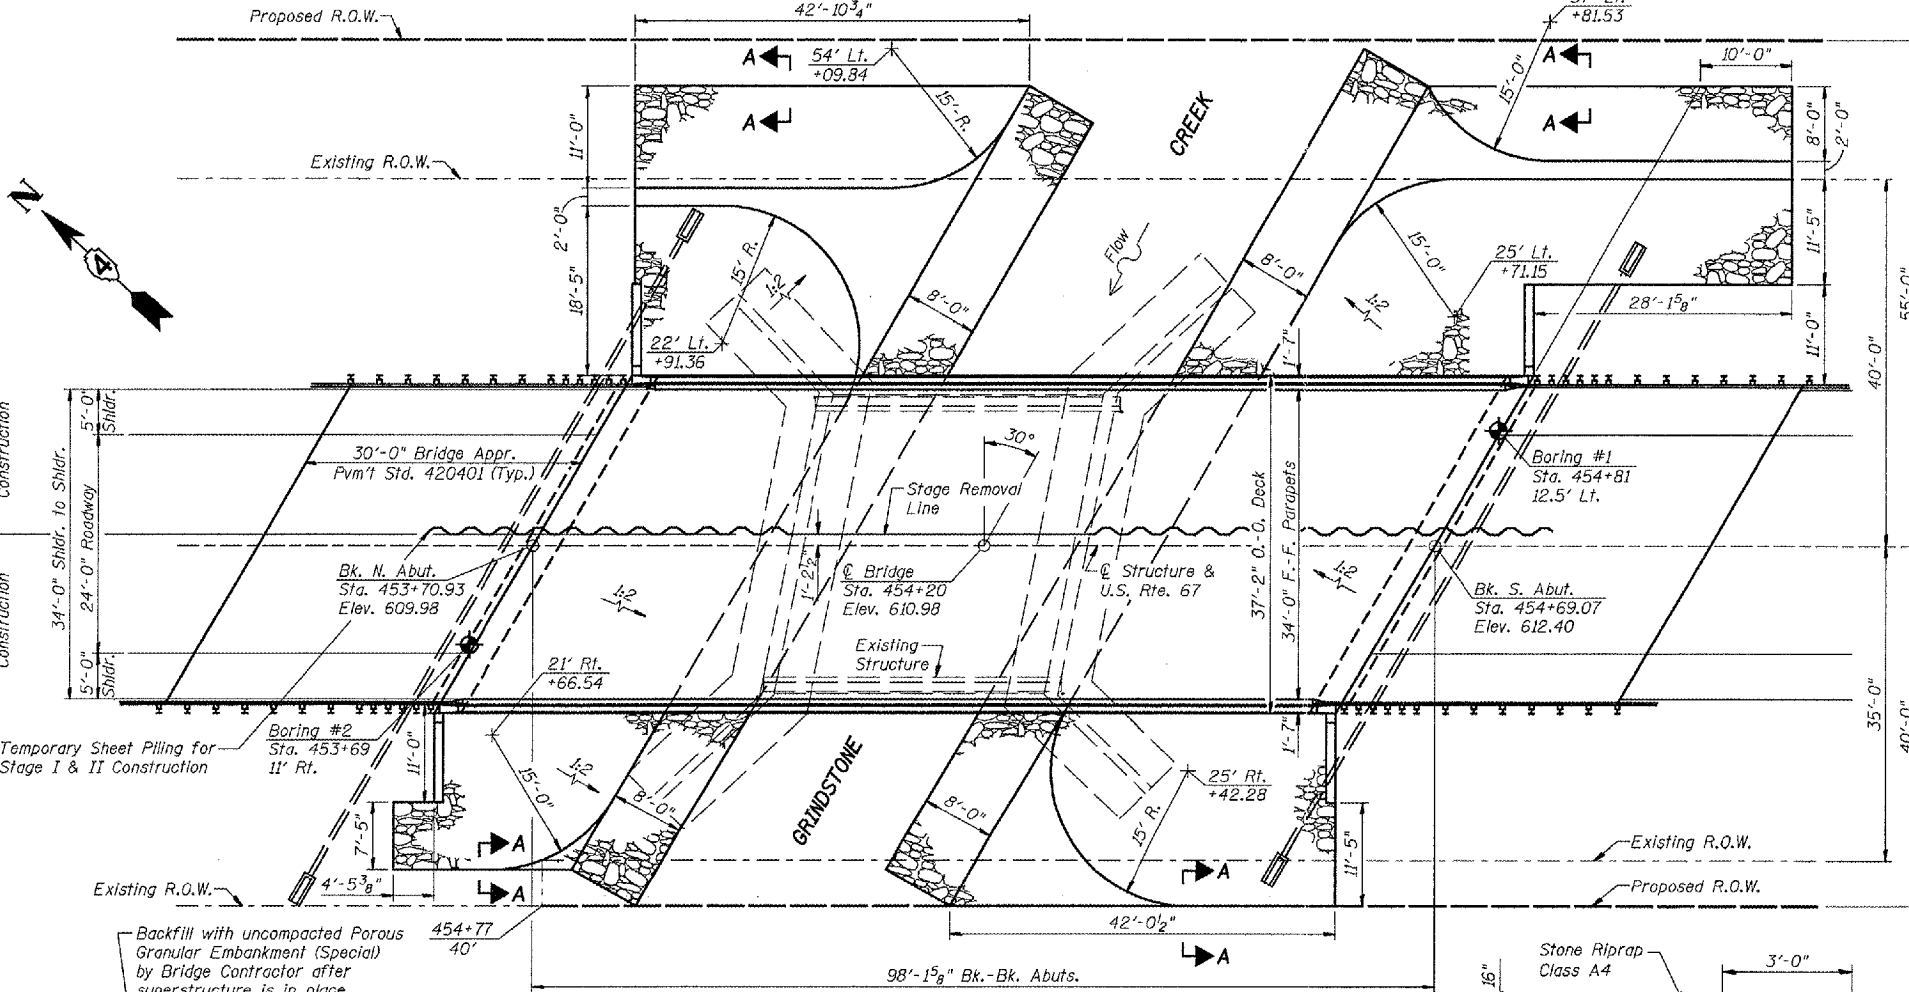 Proposed R.O.W.
42'-10¾"
+81.53
54' Lt.
+09.84
15'-R.
A
A
A
A
15'-0"
10'-0"
8'-0"
2'-0"
11'-0"
Existing R.O.W.
CREEK
N
4
2'-0"
18'-5"
15' R.
1:2
Flow
8'-0"
8'-0"
15'-0"
25' Lt.
+71.15
1:2
11'-5"
28'-1⅝"
11'-0"
55'-0"
40'-0"
22' Lt.
+91.36
1'-7"
Construction
5'-0"
Shldr.
30'-0" Bridge Appr.
Pvm't Std. 420401 (Typ.)
30°
Stage Removal
Line
Boring #1
Sta. 454+81
12.5' Lt.
34'-0" Shldr. to Shldr.
24'-0" Roadway
37'-2" O.-O. Deck
34'-0" F.-F. Parapets
Construction
Bk. N. Abut.
Sta. 453+70.93
Elev. 609.98
1:2
1'-2½"
℄ Bridge
Sta. 454+20
Elev. 610.98
℄ Structure &
U.S. Rte. 67
1:2
Bk. S. Abut.
Sta. 454+69.07
Elev. 612.40
5'-0"
Shldr.
21' Rt.
+66.54
Existing
Structure
Temporary Sheet Piling for
Stage I & II Construction
Boring #2
Sta. 453+69
11' Rt.
11'-0"
15'-0"
1:2
8'-0"
GRINDSTONE
8'-0"
1'-7"
25' Rt.
+42.28
15' R.
35'-0"
40'-0"
7'-5"
4'-5⅜"
A
A
A
11'-5"
Existing R.O.W.
Existing R.O.W.
Proposed R.O.W.
454+77
40'
42'-0½"
A
Backfill with uncompacted Porous
Granular Embankment (Special)
by Bridge Contractor after
superstructure is in place
98'-1⅝" Bk.-Bk. Abuts.
16"
Stone Riprap
Class A4
3'-0"